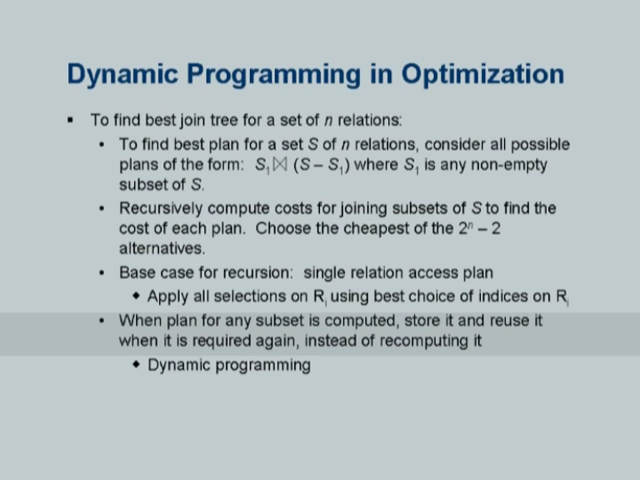 Dynamic Programming in Optimization
▪ To find best join tree for a set of n relations:
• To find best plan for a set S of n relations, consider all possible
plans of the form: S₁ ⋈ (S – S₁) where S₁ is any non-empty
subset of S.
• Recursively compute costs for joining subsets of S to find the
cost of each plan. Choose the cheapest of the 2ⁿ – 2
alternatives.
• Base case for recursion: single relation access plan
◆ Apply all selections on Rᵢ using best choice of indices on Rᵢ
• When plan for any subset is computed, store it and reuse it
when it is required again, instead of recomputing it
◆ Dynamic programming